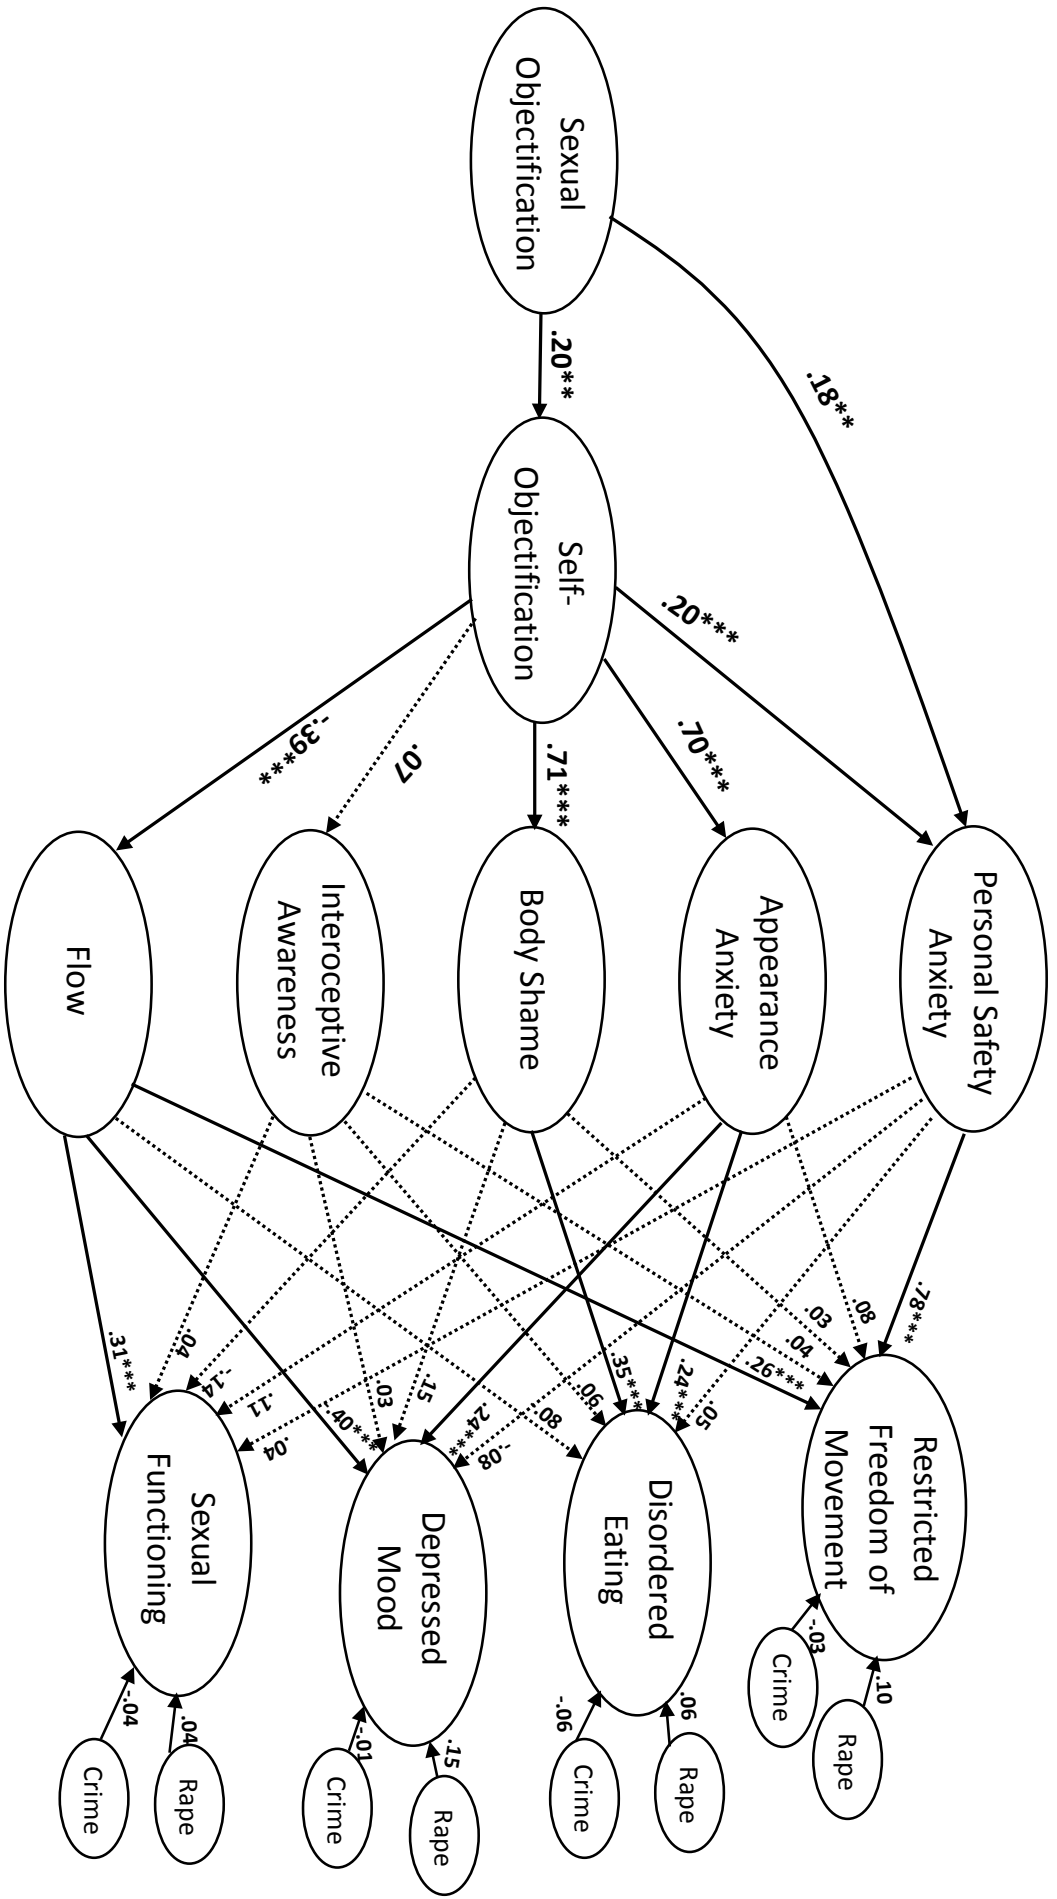 Sexual
Objectification
.18**
.20**
Self-
Objectification
.20***
.70***
.71***
.07
-.39***
Personal Safety
Anxiety
Appearance
Anxiety
Body Shame
Interoceptive
Awareness
Flow
.78***
.08
.03
.04
.26***
.05
.24***
.35***
.06
.08
-.08
.24***
.15
.03
.40***
.04
.11
-.14
.04
.31***
Restricted
Freedom of
Movement
Disordered
Eating
Depressed
Mood
Sexual
Functioning
.10
Rape
-.03
Crime
.06
Rape
-.06
Crime
.15
Rape
-.01
Crime
.04
Rape
-.04
Crime